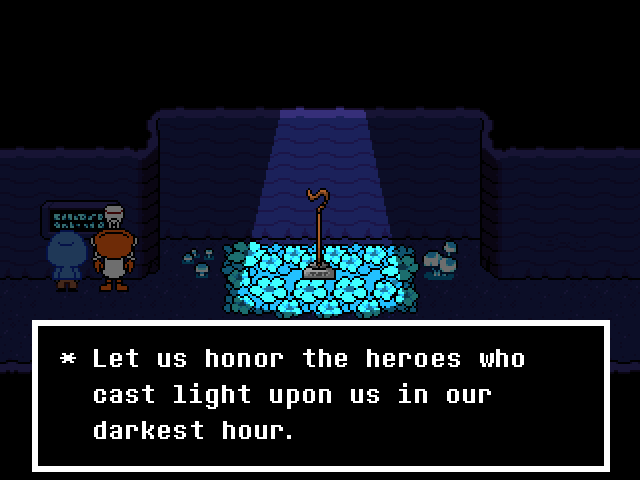 * Let us honor the heroes who
cast light upon us in our
darkest hour.